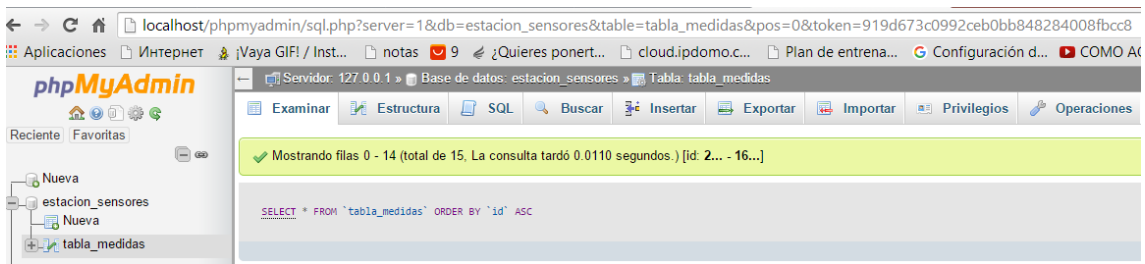 localhost/phpmyadmin/sql.php?server=1&db=estacion_sensores&table=tabla_medidas&pos=0&token=919d673c0992ceb0bb848284008fbcc8
Aplicaciones Интернет ¡Vaya GIF! / Inst... notas 9 ¿Quieres ponert... cloud.ipdomo.c... Plan de entrena... Configuración d... COMO AC
phpMyAdmin
Reciente Favoritas
Nueva
estacion_sensores
Nueva
tabla_medidas
Servidor: 127.0.0.1 » Base de datos: estacion_sensores » Tabla: tabla_medidas
Examinar Estructura SQL Buscar Insertar Exportar Importar Privilegios Operaciones
Mostrando filas 0 - 14 (total de 15, La consulta tardó 0.0110 segundos.) [id: 2... - 16...]
SELECT * FROM `tabla_medidas` ORDER BY `id` ASC